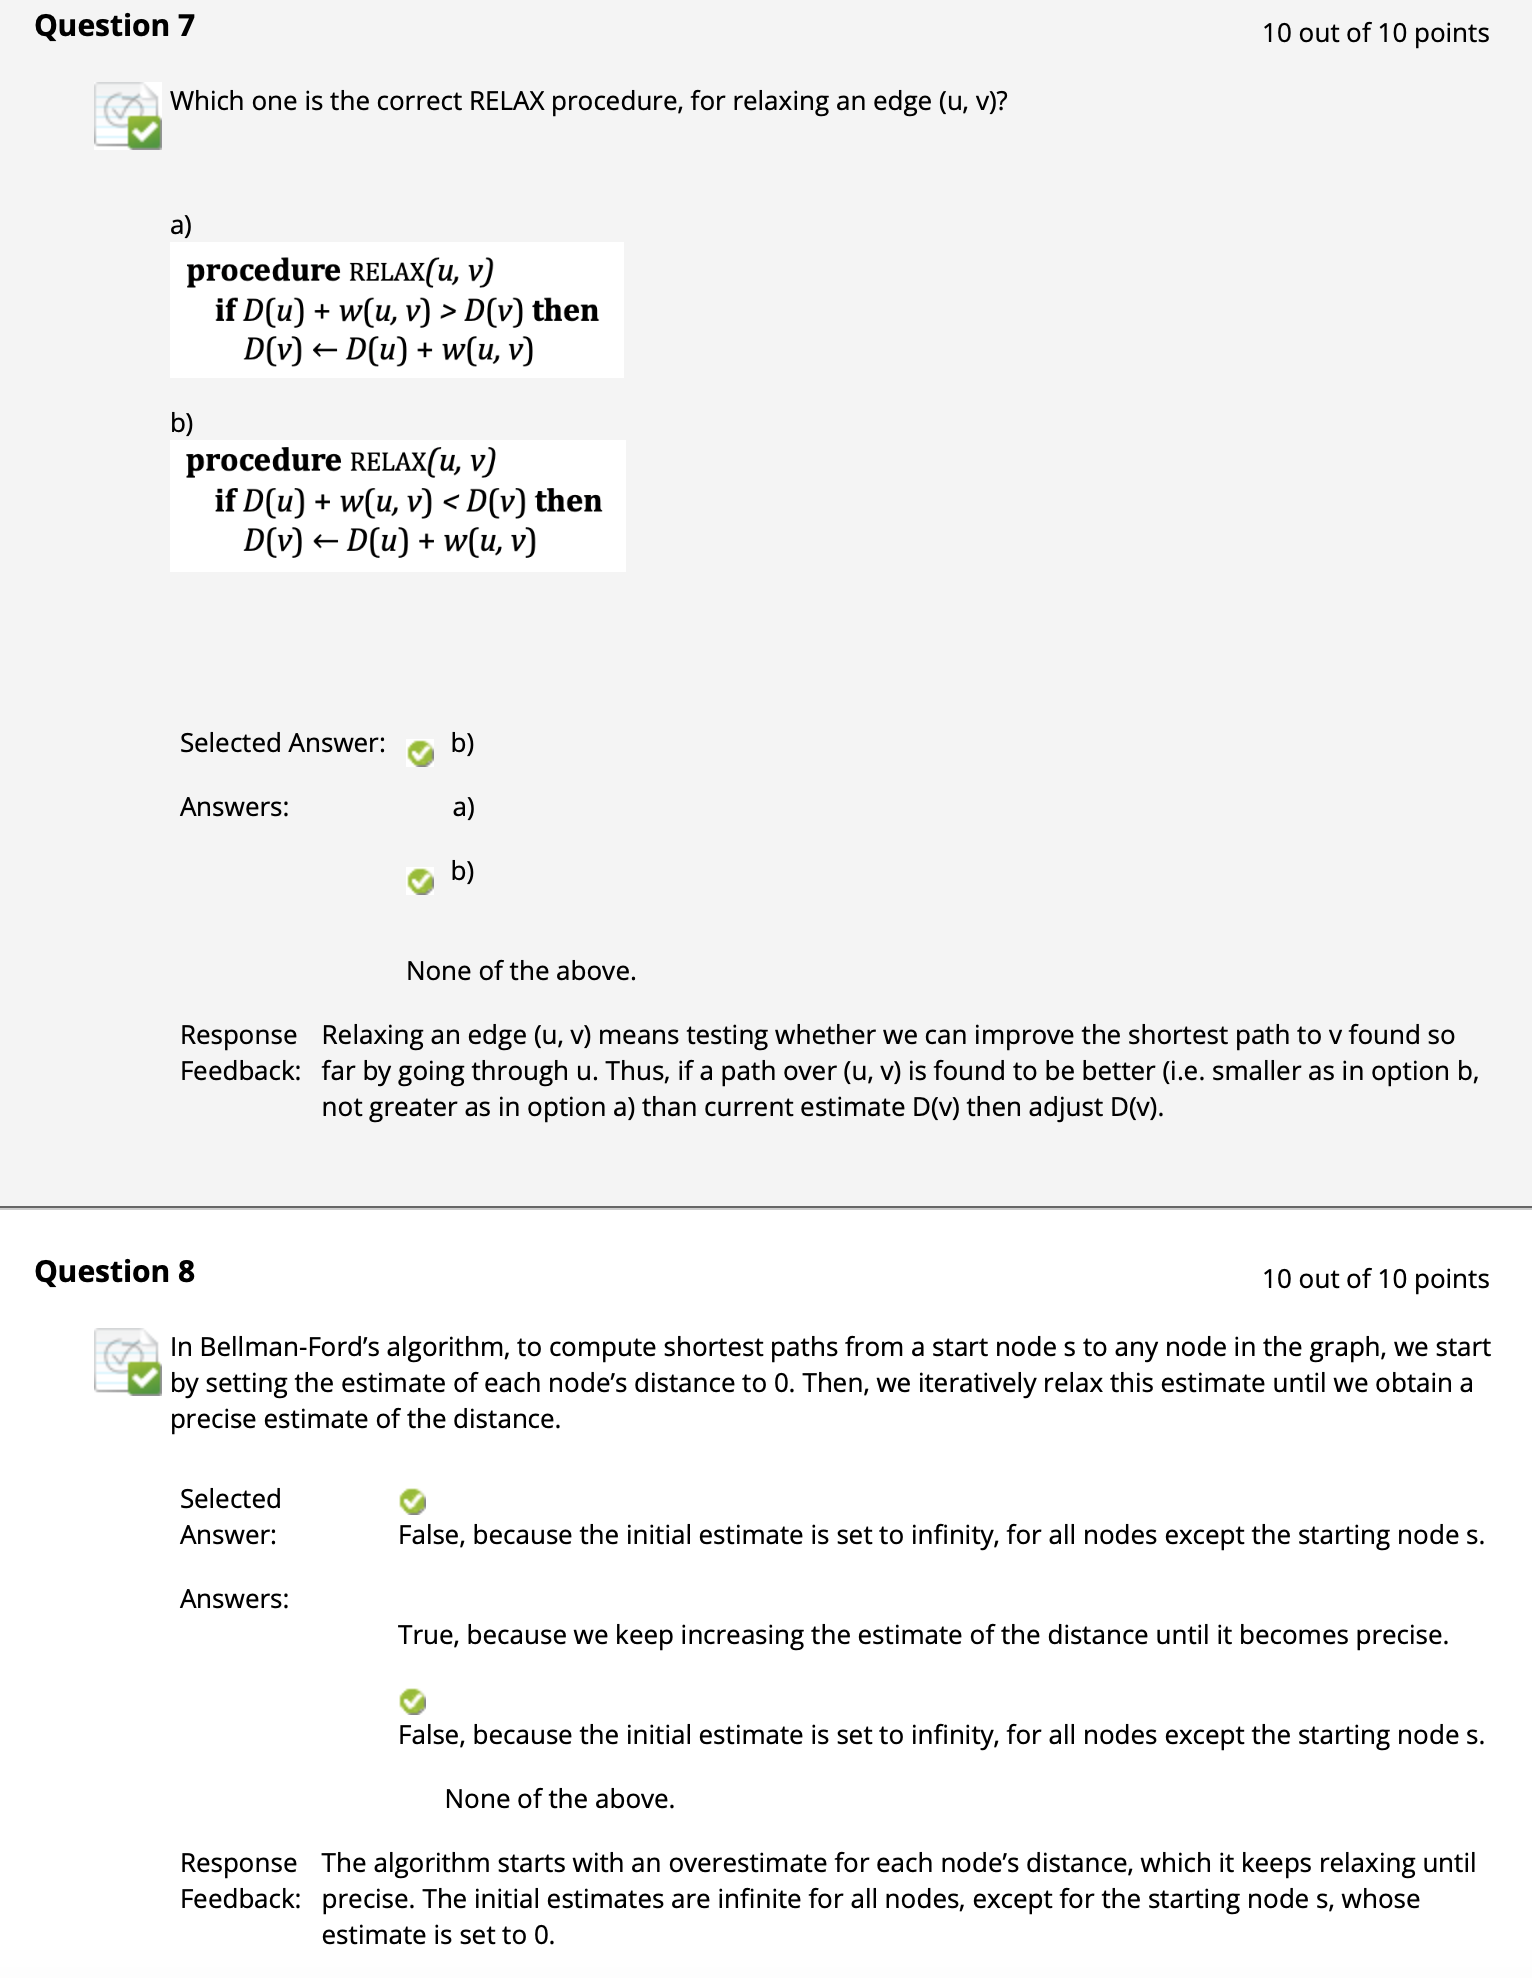 Question 7
10 out of 10 points
Which one is the correct RELAX procedure, for relaxing an edge (u, v)?
a)
procedure RELAX(u, v)
if D(u) + w(u, v) > D(v) then
D(v) ← D(u) + w(u, v)
b)
procedure RELAX(u, v)
if D(u) + w(u, v) < D(v) then
D(v) ← D(u) + w(u, v)
Selected Answer: b)
Answers: a)
b)
None of the above.
Response Relaxing an edge (u, v) means testing whether we can improve the shortest path to v found so
Feedback: far by going through u. Thus, if a path over (u, v) is found to be better (i.e. smaller as in option b,
not greater as in option a) than current estimate D(v) then adjust D(v).
Question 8
10 out of 10 points
In Bellman-Ford’s algorithm, to compute shortest paths from a start node s to any node in the graph, we start
by setting the estimate of each node’s distance to 0. Then, we iteratively relax this estimate until we obtain a
precise estimate of the distance.
Selected
Answer: False, because the initial estimate is set to infinity, for all nodes except the starting node s.
Answers:
True, because we keep increasing the estimate of the distance until it becomes precise.
False, because the initial estimate is set to infinity, for all nodes except the starting node s.
None of the above.
Response The algorithm starts with an overestimate for each node’s distance, which it keeps relaxing until
Feedback: precise. The initial estimates are infinite for all nodes, except for the starting node s, whose
estimate is set to 0.